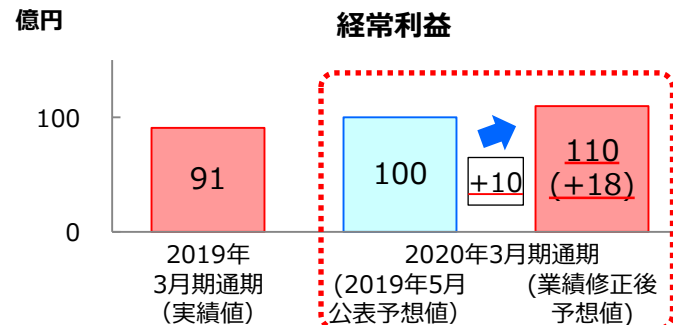 億円
経常利益
100
0
91
100
+10
110
(+18)
2019年
3月期通期
（実績値）
2020年3月期通期
(2019年5月
公表予想値）
(業績修正後
予想値)